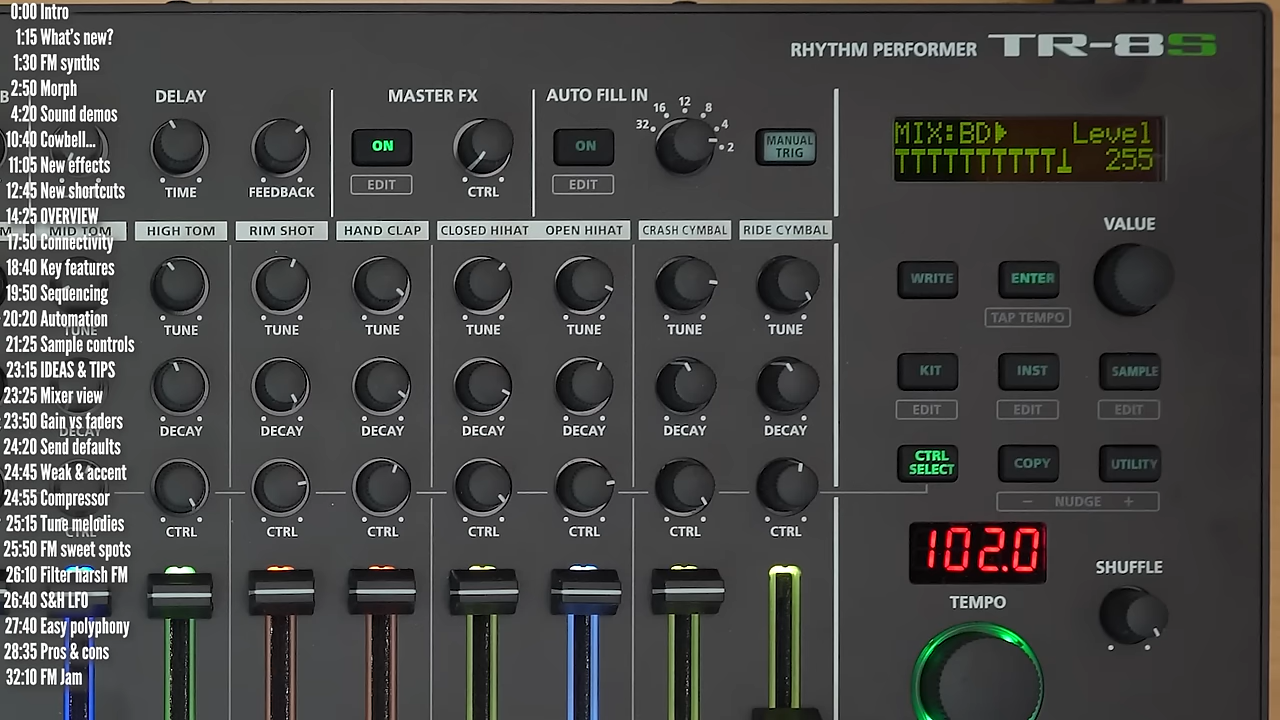 0:00 Intro
1:15 What's new?
1:30 FM synths
2:50 Morph
4:20 Sound demos
10:40 Cowbell...
11:05 New effects
12:45 New shortcuts
14:25 OVERVIEW
17:50 Connectivity
18:40 Key features
19:50 Sequencing
20:20 Automation
21:25 Sample controls
23:15 IDEAS & TIPS
23:25 Mixer view
23:50 Gain vs faders
24:20 Send defaults
24:45 Weak & accent
24:55 Compressor
25:15 Tune melodies
25:50 FM sweet spots
26:10 Filter harsh FM
26:40 S&H LFO
27:40 Easy polyphony
28:35 Pros & cons
32:10 FM Jam
RHYTHM PERFORMER TR-8S
DELAY MASTER FX AUTO FILL IN
32 16 12 8 4 2
ON ON MANUAL TRIG
EDIT EDIT
TIME FEEDBACK CTRL
MIX:BD Level
255
MID TOM HIGH TOM RIM SHOT HAND CLAP CLOSED HIHAT OPEN HIHAT CRASH CYMBAL RIDE CYMBAL
TUNE TUNE TUNE TUNE TUNE TUNE TUNE TUNE
DECAY DECAY DECAY DECAY DECAY DECAY DECAY DECAY
CTRL CTRL CTRL CTRL CTRL CTRL CTRL CTRL
VALUE
WRITE ENTER
TAP TEMPO
KIT INST SAMPLE
EDIT EDIT EDIT
CTRL SELECT COPY UTILITY
- NUDGE +
102.0
TEMPO
SHUFFLE